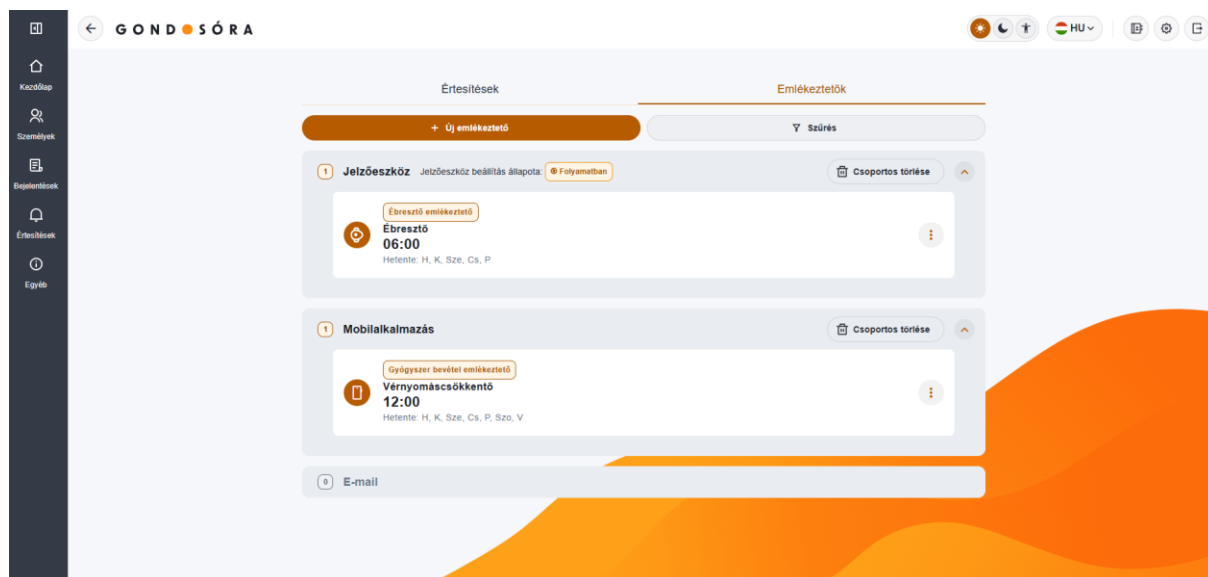 GONDOSÓRA
HU
Kezdőlap
Személyek
Bejelentések
Értesítések
Egyéb
Értesítések
Emlékeztetők
+ Új emlékeztető
Szűrés
1 Jelzőeszköz Jelzőeszköz beállítás állapota: Folyamatban
Csoportos törlése
Ébresztő emlékeztető
Ébresztő
06:00
Hetente: H, K, Sze, Cs, P
1 Mobilalkalmazás
Csoportos törlése
Gyógyszer bevétel emlékeztető
Vérnyomáscsökkentő
12:00
Hetente: H, K, Sze, Cs, P, Szo, V
0 E-mail